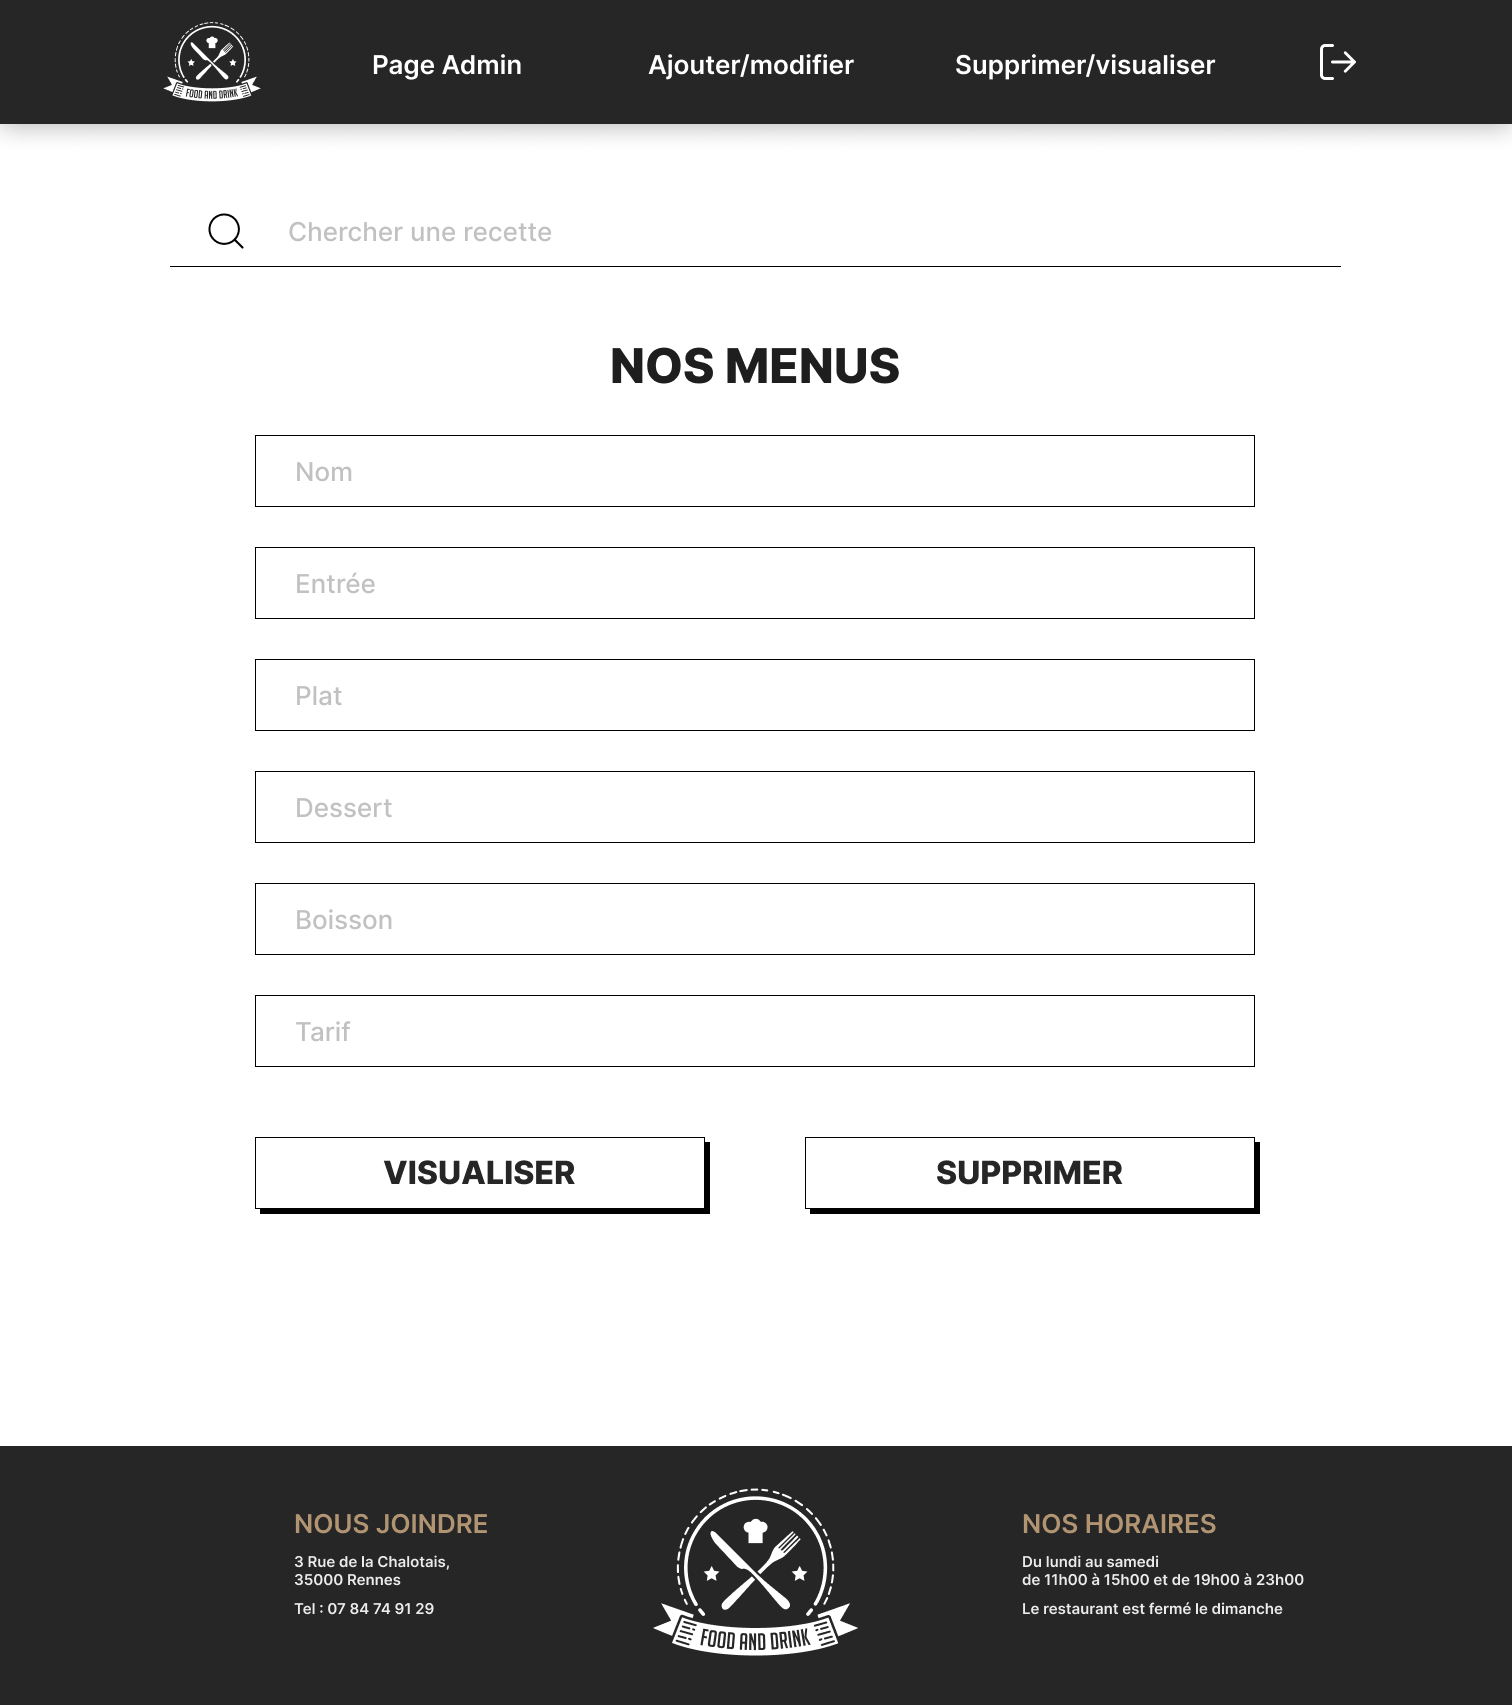 FOOD AND DRINK
Page Admin
Ajouter/modifier
Supprimer/visualiser
Chercher une recette
NOS MENUS
Nom
Entrée
Plat
Dessert
Boisson
Tarif
VISUALISER
SUPPRIMER
NOUS JOINDRE
3 Rue de la Chalotais,
35000 Rennes
Tel : 07 84 74 91 29
FOOD AND DRINK
NOS HORAIRES
Du lundi au samedi
de 11h00 à 15h00 et de 19h00 à 23h00
Le restaurant est fermé le dimanche